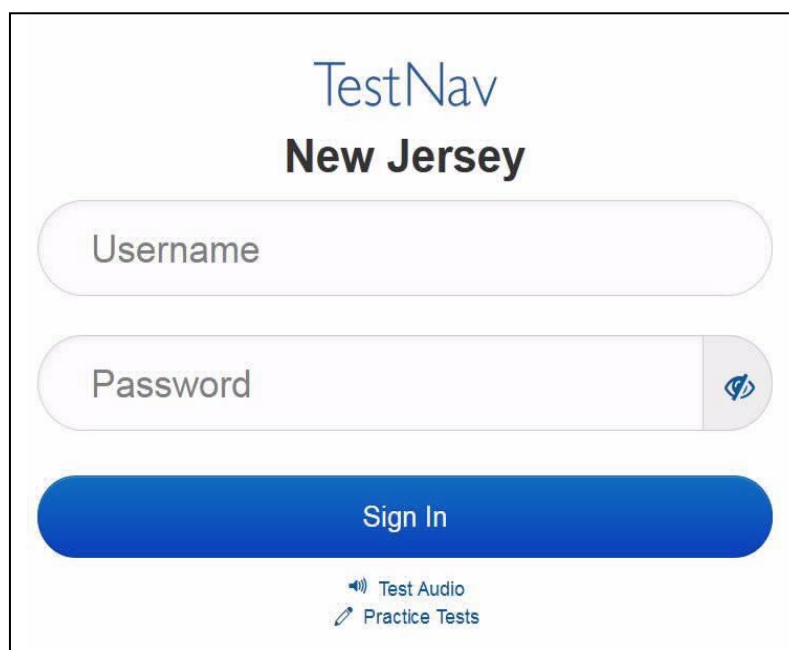 TestNav
New Jersey
Username
Password
Sign In
Test Audio
Practice Tests